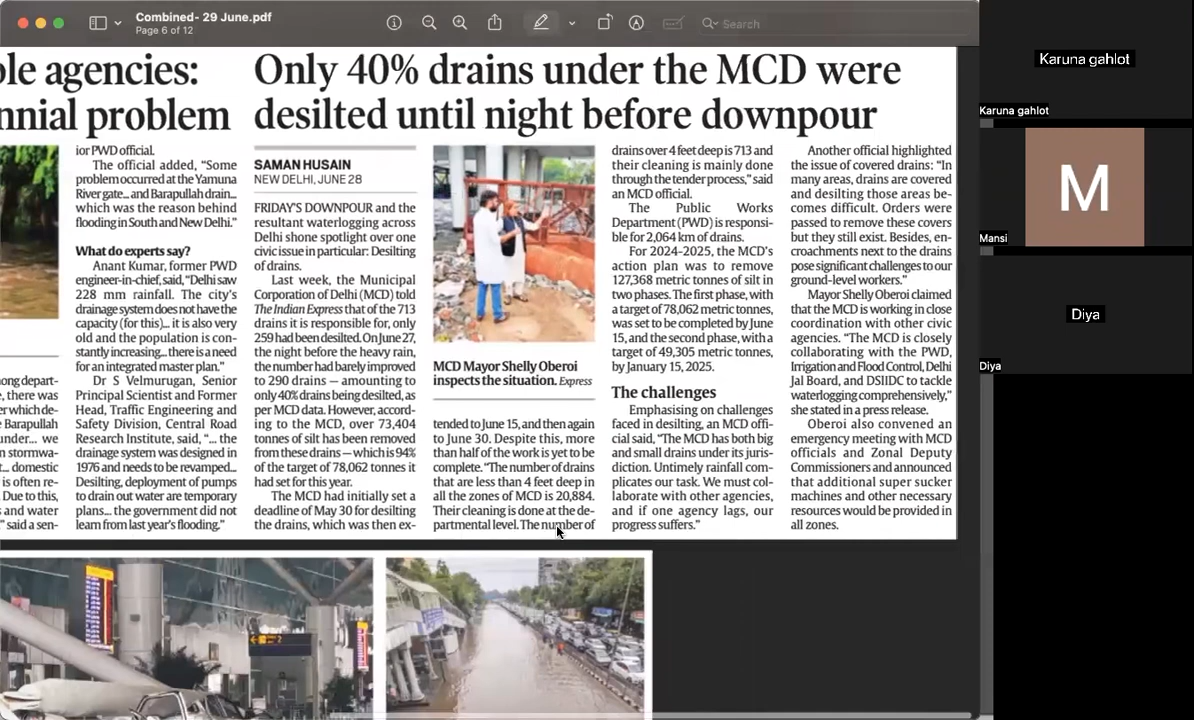 Combined- 29 June.pdf
Page 6 of 12
Search
ole agencies:
nnial problem
ior PWD official.
The official added, “Some
problem occurred at the Yamuna
River gate... and Barapullah drain...
which was the reason behind
flooding in South and New Delhi.”
What do experts say?
Anant Kumar, former PWD
engineer-in-chief, said, “Delhi saw
228 mm rainfall. The city’s
drainage system does not have the
capacity (for this)... it is also very
old and the population is con-
stantly increasing... there is a need
for an integrated master plan.”
Dr S Velmurugan, Senior
Principal Scientist and Former
Head, Traffic Engineering and
Safety Division, Central Road
Research Institute, said, “... the
drainage system was designed in
1976 and needs to be revamped...
Desilting, deployment of pumps
to drain out water are temporary
plans... the government did not
learn from last year’s flooding.”
ong depart-
, there was
er which de-
Barapullah
under... we
n stormwa-
t... domestic
is often re-
Due to this,
s and water
” said a sen-
Only 40% drains under the MCD were
desilted until night before downpour
SAMAN HUSAIN
NEW DELHI, JUNE 28
FRIDAY’S DOWNPOUR and the
resultant waterlogging across
Delhi shone spotlight over one
civic issue in particular: Desilting
of drains.
Last week, the Municipal
Corporation of Delhi (MCD) told
The Indian Express that of the 713
drains it is responsible for, only
259 had been desilted. On June 27,
the night before the heavy rain,
the number had barely improved
to 290 drains — amounting to
only 40% drains being desilted, as
per MCD data. However, accord-
ing to the MCD, over 73,404
tonnes of silt has been removed
from these drains — which is 94%
of the target of 78,062 tonnes it
had set for this year.
The MCD had initially set a
deadline of May 30 for desilting
the drains, which was then ex-
MCD Mayor Shelly Oberoi
inspects the situation. Express
tended to June 15, and then again
to June 30. Despite this, more
than half of the work is yet to be
complete. “The number of drains
that are less than 4 feet deep in
all the zones of MCD is 20,884.
Their cleaning is done at the de-
partmental level. The number of
drains over 4 feet deep is 713 and
their cleaning is mainly done
through the tender process,” said
an MCD official.
The Public Works
Department (PWD) is responsi-
ble for 2,064 km of drains.
For 2024-2025, the MCD’s
action plan was to remove
127,368 metric tonnes of silt in
two phases. The first phase, with
a target of 78,062 metric tonnes,
was set to be completed by June
15, and the second phase, with a
target of 49,305 metric tonnes,
by January 15, 2025.
The challenges
Emphasising on challenges
faced in desilting, an MCD offi-
cial said, “The MCD has both big
and small drains under its juris-
diction. Untimely rainfall com-
plicates our task. We must col-
laborate with other agencies,
and if one agency lags, our
progress suffers.”
Another official highlighted
the issue of covered drains: “In
many areas, drains are covered
and desilting those areas be-
comes difficult. Orders were
passed to remove these covers
but they still exist. Besides, en-
croachments next to the drains
pose significant challenges to our
ground-level workers.”
Mayor Shelly Oberoi claimed
that the MCD is working in close
coordination with other civic
agencies. “The MCD is closely
collaborating with the PWD,
Irrigation and Flood Control, Delhi
Jal Board, and DSIIDC to tackle
waterlogging comprehensively,”
she stated in a press release.
Oberoi also convened an
emergency meeting with MCD
officials and Zonal Deputy
Commissioners and announced
that additional super sucker
machines and other necessary
resources would be provided in
all zones.
Karuna gahlot
Karuna gahlot
M
Mansi
Diya
Diya